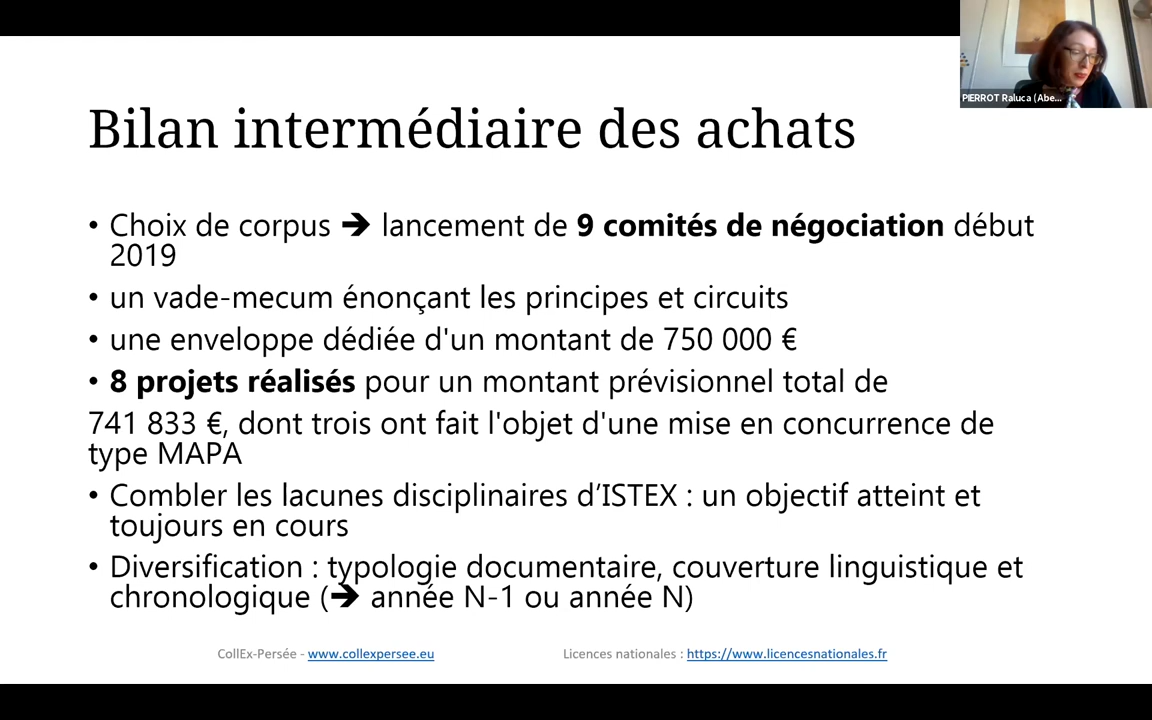 PIERROT Raluca (Abe...
Bilan intermédiaire des achats
• Choix de corpus ➔ lancement de 9 comités de négociation début
2019
• un vade-mecum énonçant les principes et circuits
• une enveloppe dédiée d'un montant de 750 000 €
• 8 projets réalisés pour un montant prévisionnel total de
741 833 €, dont trois ont fait l'objet d'une mise en concurrence de
type MAPA
• Combler les lacunes disciplinaires d’ISTEX : un objectif atteint et
toujours en cours
• Diversification : typologie documentaire, couverture linguistique et
chronologique (➔ année N-1 ou année N)
CollEx-Persée - www.collexpersee.eu
Licences nationales : https://www.licencesnationales.fr